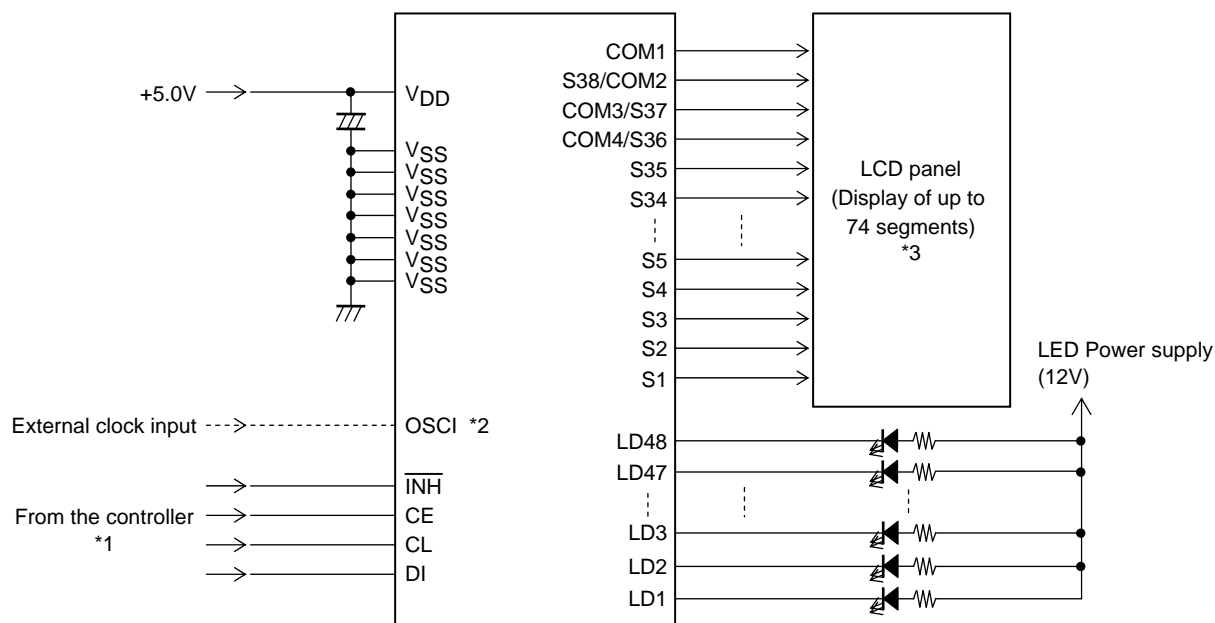 COM1
S38/COM2
COM3/S37
COM4/S36
S35
S34
S5
S4
S3
S2
S1
+5.0V
VDD
VSS
VSS
VSS
VSS
VSS
VSS
VSS
LCD panel
(Display of up to
74 segments)
*3
LED Power supply
(12V)
External clock input
OSCI *2
INH
From the controller
*1
CE
CL
DI
LD48
LD47
LD3
LD2
LD1